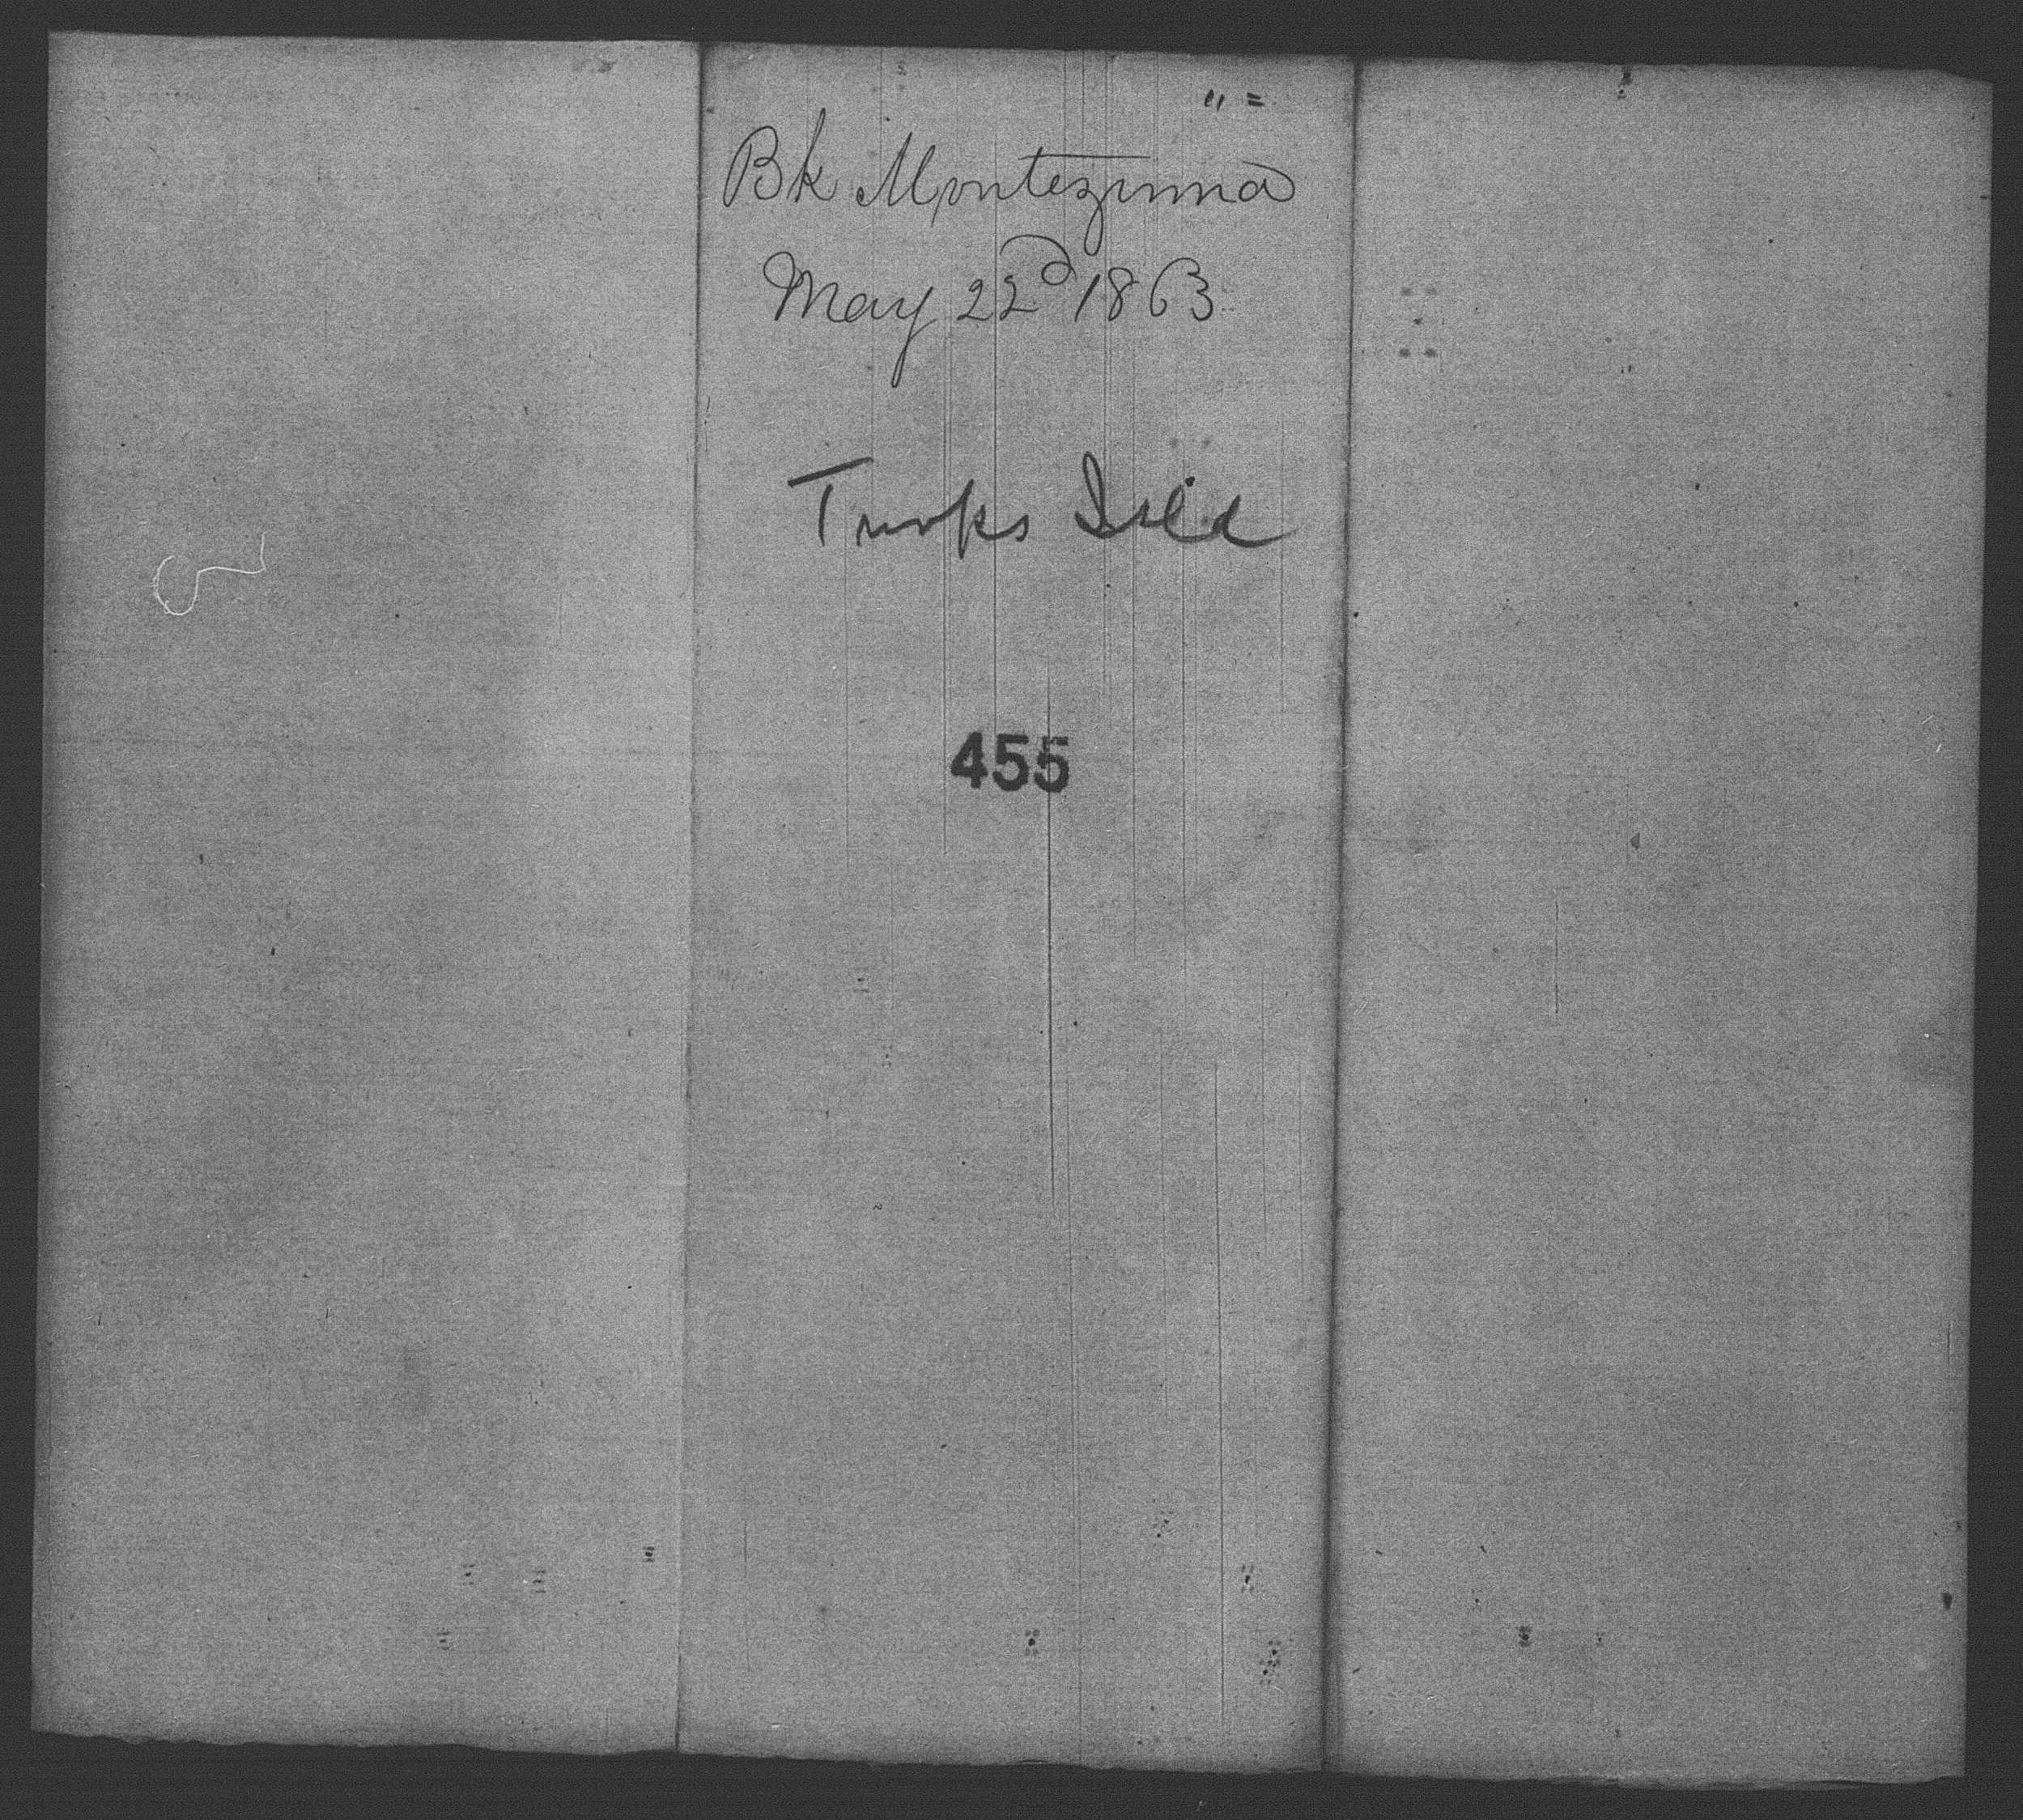 Bk Montezuma
May 22d 1863
Turks Isld
455